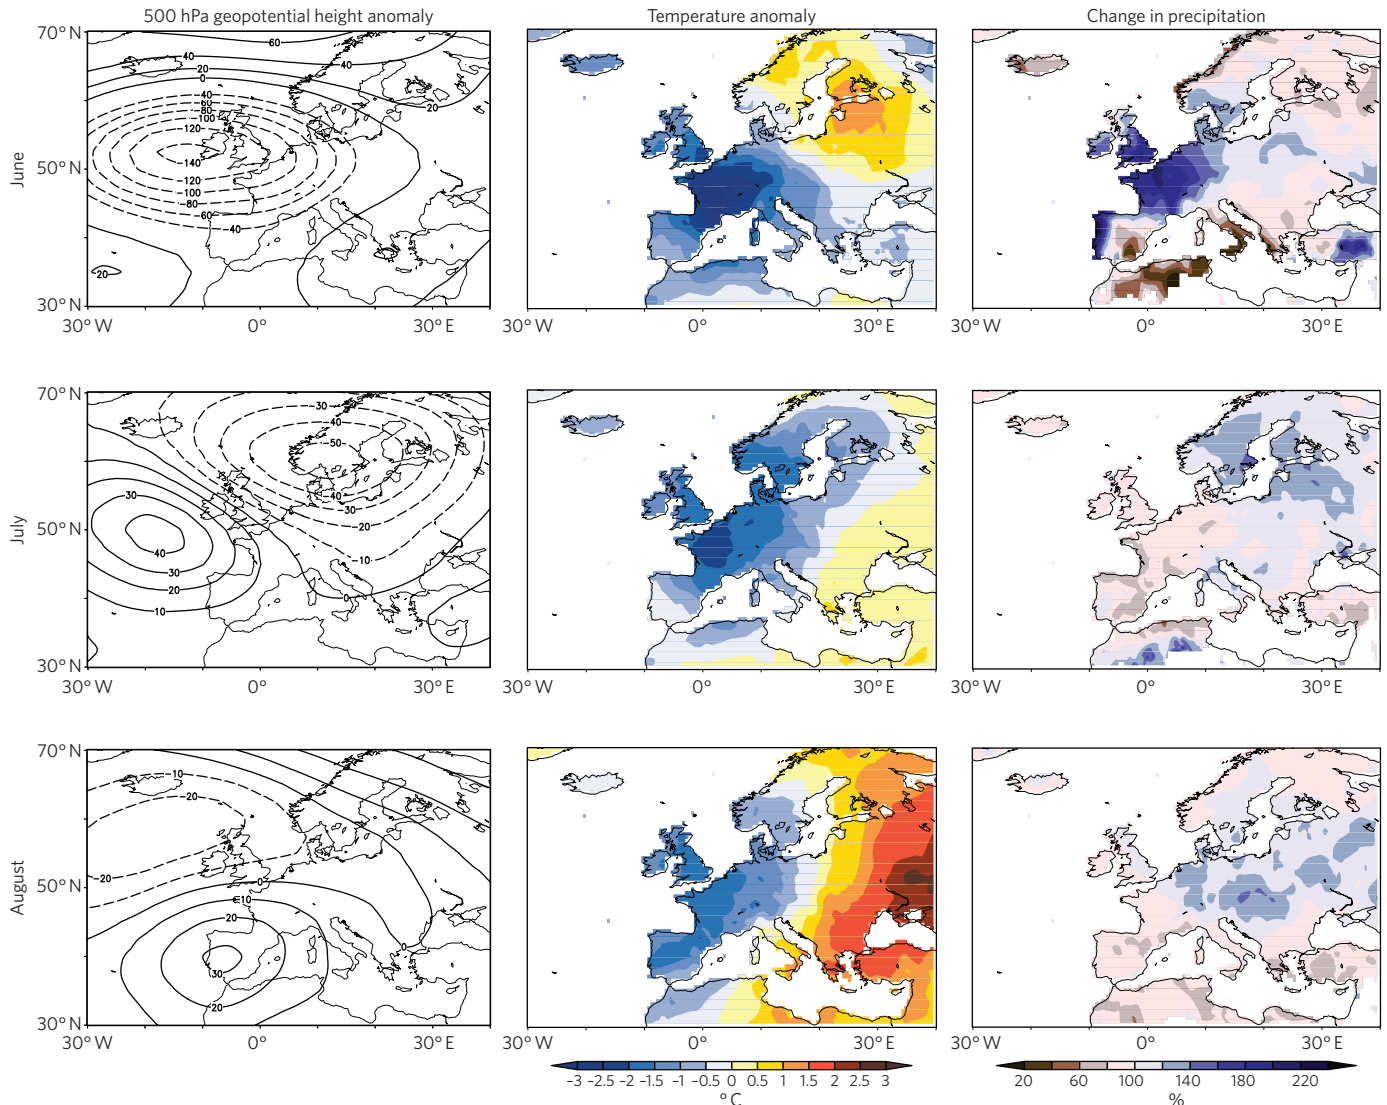 500 hPa geopotential height anomaly
Temperature anomaly
Change in precipitation
June
70° N
50° N
30° N
60
40
40
20
20
0
40
60
-80
-100
-120
-140
-120
-100
-80
60
40
20
30° W
0°
30° E
30° W
0°
30° E
30° W
0°
30° E
July
70° N
50° N
30° N
-30
40
-50
-40
-30
-20
-10
0
30
40
30
20
10
30° W
0°
30° E
30° W
0°
30° E
30° W
0°
30° E
August
70° N
50° N
30° N
-10
-20
-20
0
10
20
30
20
0
30° W
0°
30° E
30° W
0°
30° E
30° W
0°
30° E
-3 -2.5 -2 -1.5 -1 -0.5 0 0.5 1 1.5 2 2.5 3
° C
20 60 100 140 180 220
%